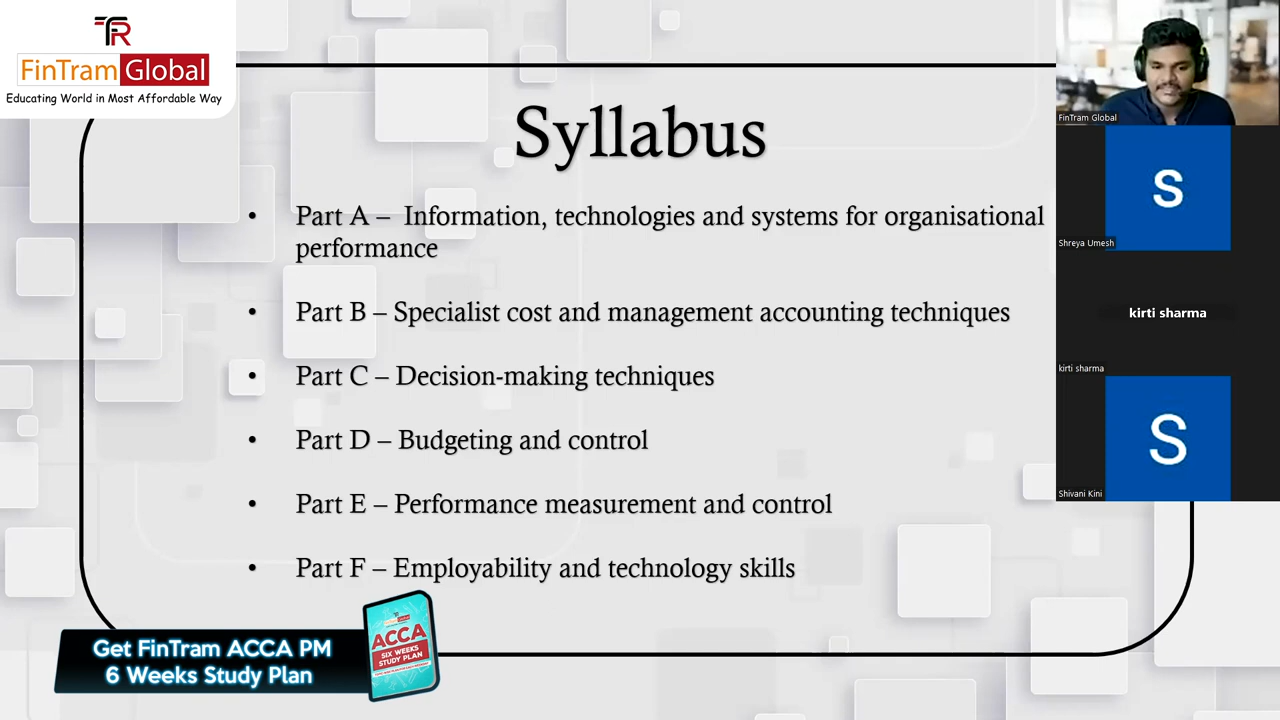 TR
FinTram Global
Educating World in Most Affordable Way
Syllabus
• Part A – Information, technologies and systems for organisational
performance
• Part B – Specialist cost and management accounting techniques
• Part C – Decision-making techniques
• Part D – Budgeting and control
• Part E – Performance measurement and control
• Part F – Employability and technology skills
FinTram Global
S
Shreya Umesh
kirti sharma
kirti sharma
S
Shivani Kini
Get FinTram ACCA PM
6 Weeks Study Plan
ACCA
SIX WEEKS
STUDY PLAN